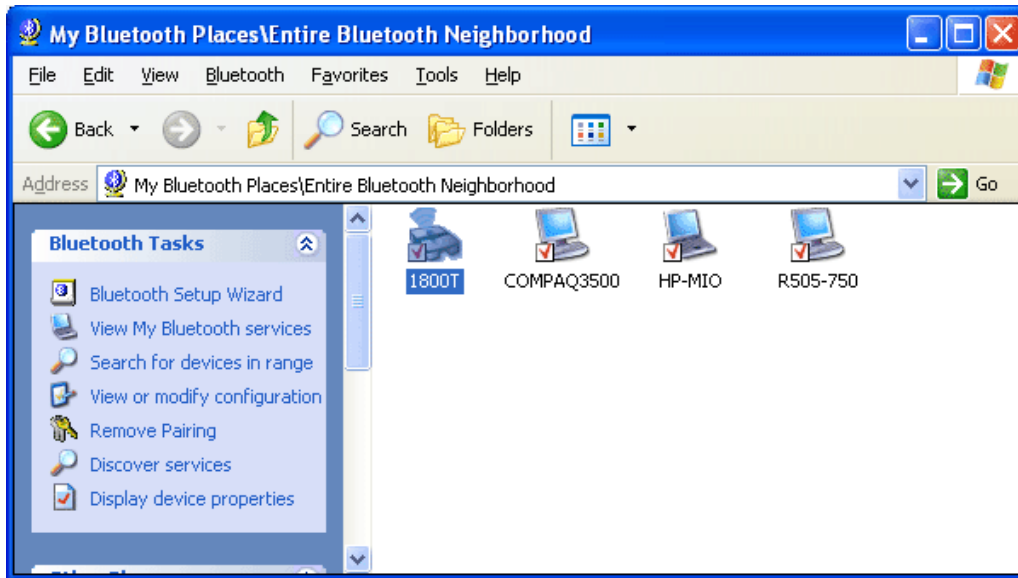 My Bluetooth Places\Entire Bluetooth Neighborhood
File Edit View Bluetooth Favorites Tools Help
Back Search Folders
Address My Bluetooth Places\Entire Bluetooth Neighborhood Go
Bluetooth Tasks
Bluetooth Setup Wizard
View My Bluetooth services
Search for devices in range
View or modify configuration
Remove Pairing
Discover services
Display device properties
1800T COMPAQ3500 HP-MIO R505-750